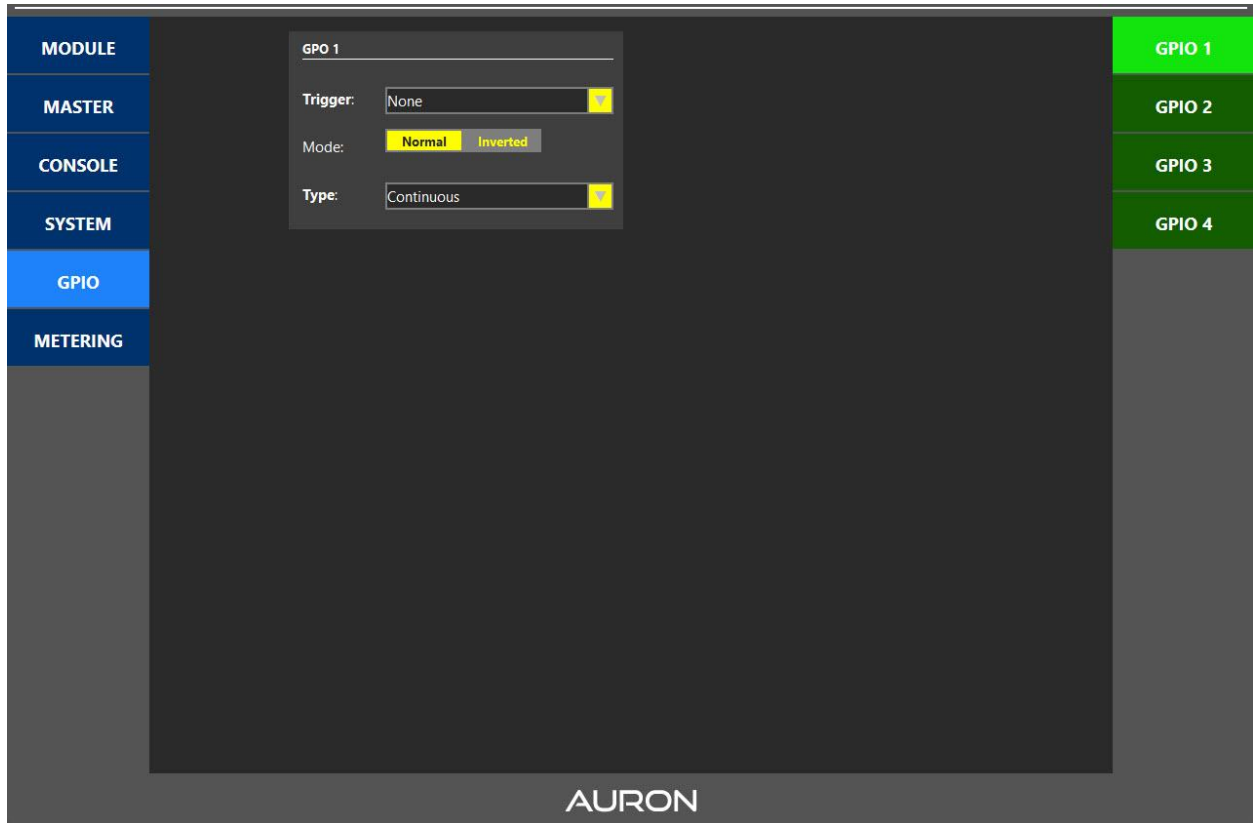 MODULE
MASTER
CONSOLE
SYSTEM
GPIO
METERING
GPO 1
Trigger: None
Mode: Normal Inverted
Type: Continuous
GPIO 1
GPIO 2
GPIO 3
GPIO 4
AURON